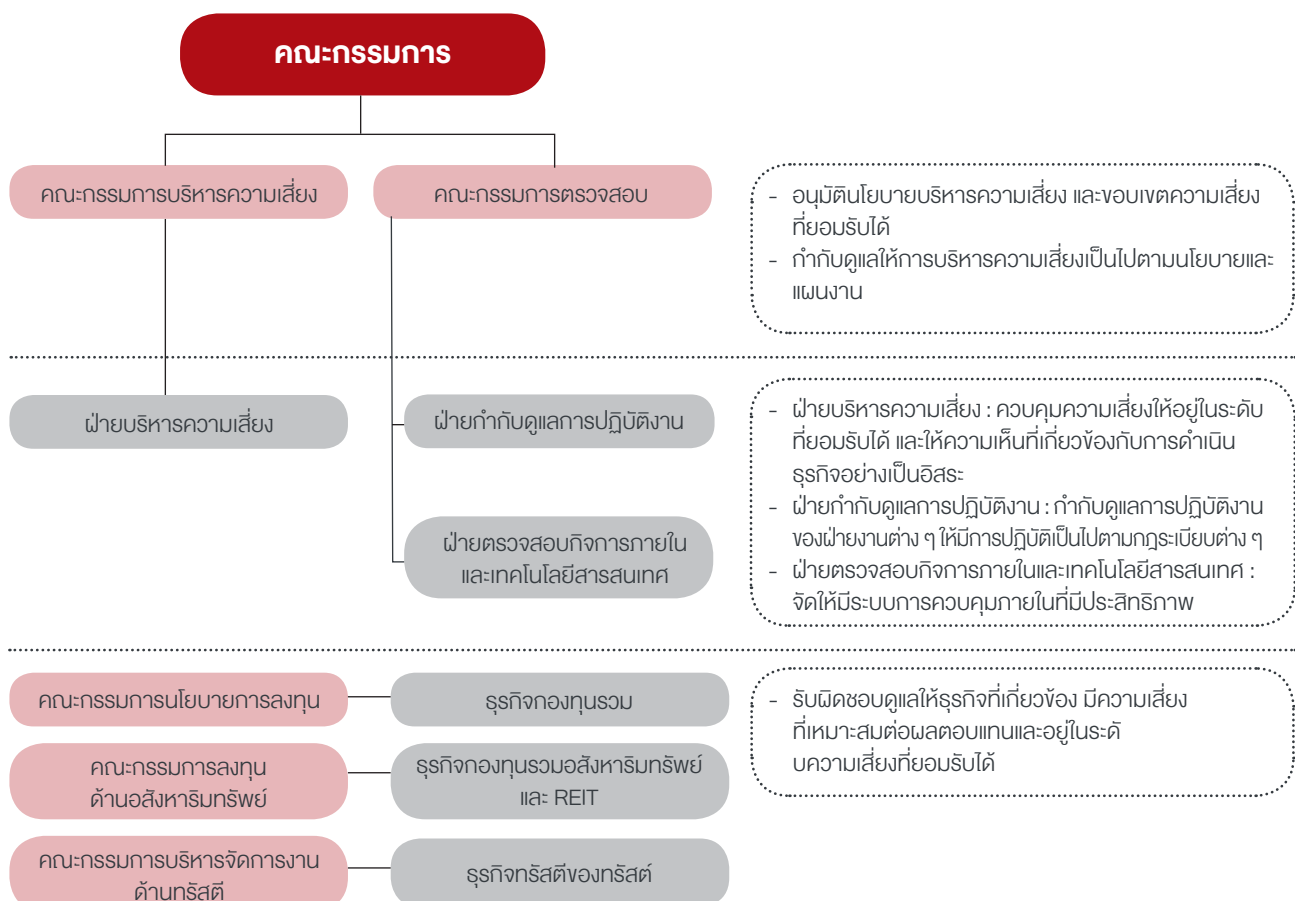 คณะกรรมการ
คณะกรรมการบริหารความเสี่ยง
คณะกรรมการตรวจสอบ
- อนุมัตินโยบายบริหารความเสี่ยง และขอบเขตความเสี่ยง
ที่ยอมรับได้
- กำกับดูแลให้การบริหารความเสี่ยงเป็นไปตามนโยบายและ
แผนงาน
ฝ่ายบริหารความเสี่ยง
ฝ่ายกำกับดูแลการปฏิบัติงาน
ฝ่ายตรวจสอบกิจการภายใน
และเทคโนโลยีสารสนเทศ
- ฝ่ายบริหารความเสี่ยง : ควบคุมความเสี่ยงให้อยู่ในระดับ
ที่ยอมรับได้ และให้ความเห็นที่เกี่ยวข้องกับการดำเนิน
ธุรกิจอย่างเป็นอิสระ
- ฝ่ายกำกับดูแลการปฏิบัติงาน : กำกับดูแลการปฏิบัติงาน
ของฝ่ายงานต่าง ๆ ให้มีการปฏิบัติเป็นไปตามกฎระเบียบต่าง ๆ
- ฝ่ายตรวจสอบกิจการภายในและเทคโนโลยีสารสนเทศ :
จัดให้มีระบบการควบคุมภายในที่มีประสิทธิภาพ
คณะกรรมการนโยบายการลงทุน
ธุรกิจกองทุนรวม
คณะกรรมการลงทุน
ด้านอสังหาริมทรัพย์
ธุรกิจกองทุนรวมอสังหาริมทรัพย์
และ REIT
คณะกรรมการบริหารจัดการงาน
ด้านทรัสตี
ธุรกิจทรัสตีของทรัสต์
- รับผิดชอบดูแลให้ธุรกิจที่เกี่ยวข้อง มีความเสี่ยง
ที่เหมาะสมต่อผลตอบแทนและอยู่ในระดั
บความเสี่ยงที่ยอมรับได้